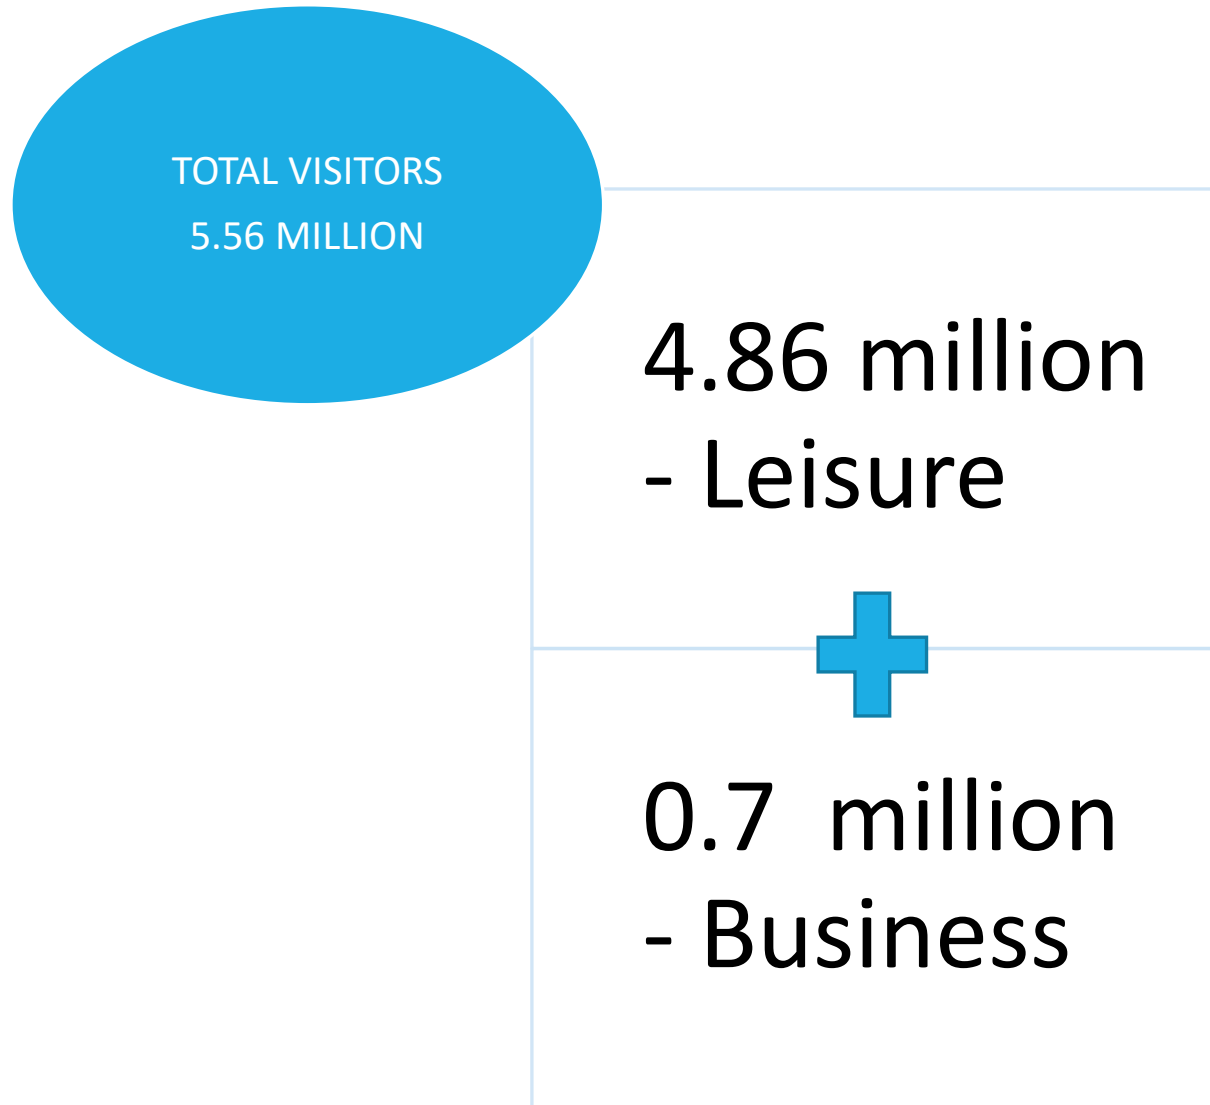 TOTAL VISITORS
5.56 MILLION
4.86 million
- Leisure
0.7  million
- Business